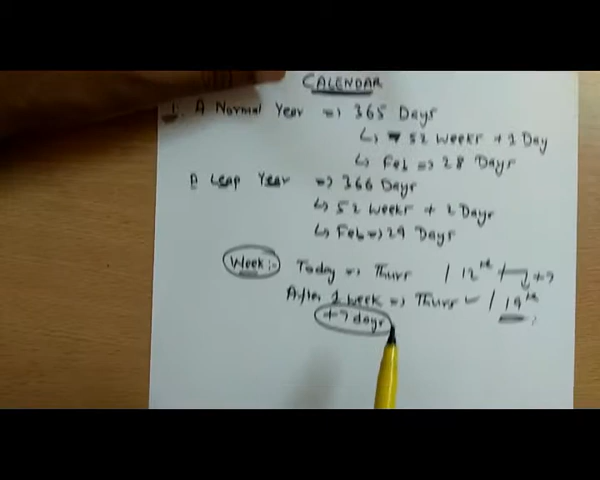 CALENDAR
1. A Normal Year => 365 Days
↳ 52 Weeks + 1 Day
↳ Feb => 28 Days
A Leap Year => 366 Days
↳ 52 Weeks + 2 Days
↳ Feb => 29 Days
Week:- Today => Thurs / 12th +7
After 1 week => Thurs / 19th
+7 days